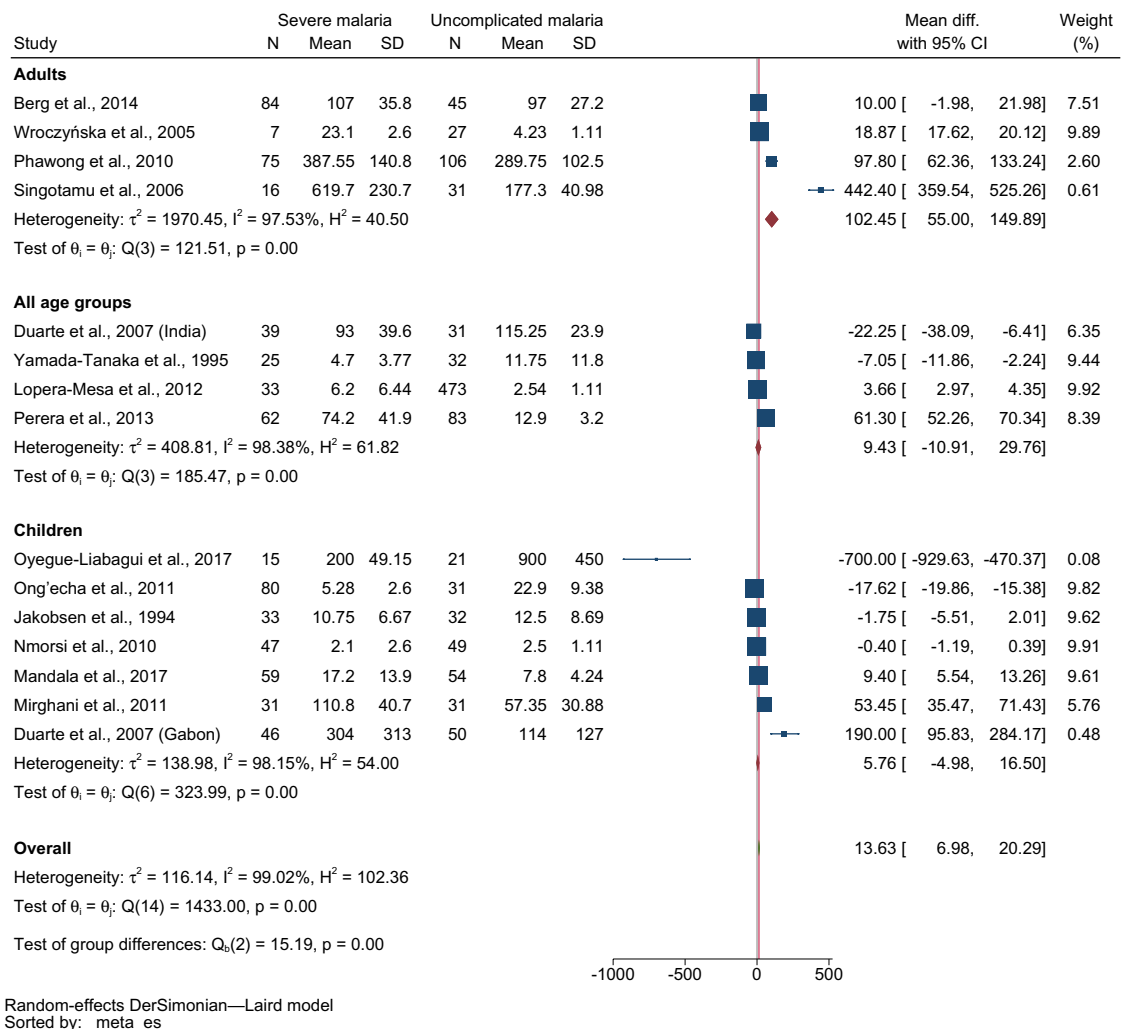 Severe malaria Uncomplicated malaria Mean diff. Weight
Study N Mean SD N Mean SD with 95% CI (%)
Adults
Berg et al., 2014 84 107 35.8 45 97 27.2 10.00 [ -1.98, 21.98] 7.51
Wroczyńska et al., 2005 7 23.1 2.6 27 4.23 1.11 18.87 [ 17.62, 20.12] 9.89
Phawong et al., 2010 75 387.55 140.8 106 289.75 102.5 97.80 [ 62.36, 133.24] 2.60
Singotamu et al., 2006 16 619.7 230.7 31 177.3 40.98 442.40 [ 359.54, 525.26] 0.61
Heterogeneity: τ² = 1970.45, I² = 97.53%, H² = 40.50 102.45 [ 55.00, 149.89]
Test of θᵢ = θⱼ: Q(3) = 121.51, p = 0.00
All age groups
Duarte et al., 2007 (India) 39 93 39.6 31 115.25 23.9 -22.25 [ -38.09, -6.41] 6.35
Yamada-Tanaka et al., 1995 25 4.7 3.77 32 11.75 11.8 -7.05 [ -11.86, -2.24] 9.44
Lopera-Mesa et al., 2012 33 6.2 6.44 473 2.54 1.11 3.66 [ 2.97, 4.35] 9.92
Perera et al., 2013 62 74.2 41.9 83 12.9 3.2 61.30 [ 52.26, 70.34] 8.39
Heterogeneity: τ² = 408.81, I² = 98.38%, H² = 61.82 9.43 [ -10.91, 29.76]
Test of θᵢ = θⱼ: Q(3) = 185.47, p = 0.00
Children
Oyegue-Liabagui et al., 2017 15 200 49.15 21 900 450 -700.00 [ -929.63, -470.37] 0.08
Ong’echa et al., 2011 80 5.28 2.6 31 22.9 9.38 -17.62 [ -19.86, -15.38] 9.82
Jakobsen et al., 1994 33 10.75 6.67 32 12.5 8.69 -1.75 [ -5.51, 2.01] 9.62
Nmorsi et al., 2010 47 2.1 2.6 49 2.5 1.11 -0.40 [ -1.19, 0.39] 9.91
Mandala et al., 2017 59 17.2 13.9 54 7.8 4.24 9.40 [ 5.54, 13.26] 9.61
Mirghani et al., 2011 31 110.8 40.7 31 57.35 30.88 53.45 [ 35.47, 71.43] 5.76
Duarte et al., 2007 (Gabon) 46 304 313 50 114 127 190.00 [ 95.83, 284.17] 0.48
Heterogeneity: τ² = 138.98, I² = 98.15%, H² = 54.00 5.76 [ -4.98, 16.50]
Test of θᵢ = θⱼ: Q(6) = 323.99, p = 0.00
Overall 13.63 [ 6.98, 20.29]
Heterogeneity: τ² = 116.14, I² = 99.02%, H² = 102.36
Test of θᵢ = θⱼ: Q(14) = 1433.00, p = 0.00
Test of group differences: Q_b(2) = 15.19, p = 0.00
-1000 -500 0 500
Random-effects DerSimonian—Laird model
Sorted by: _meta_es